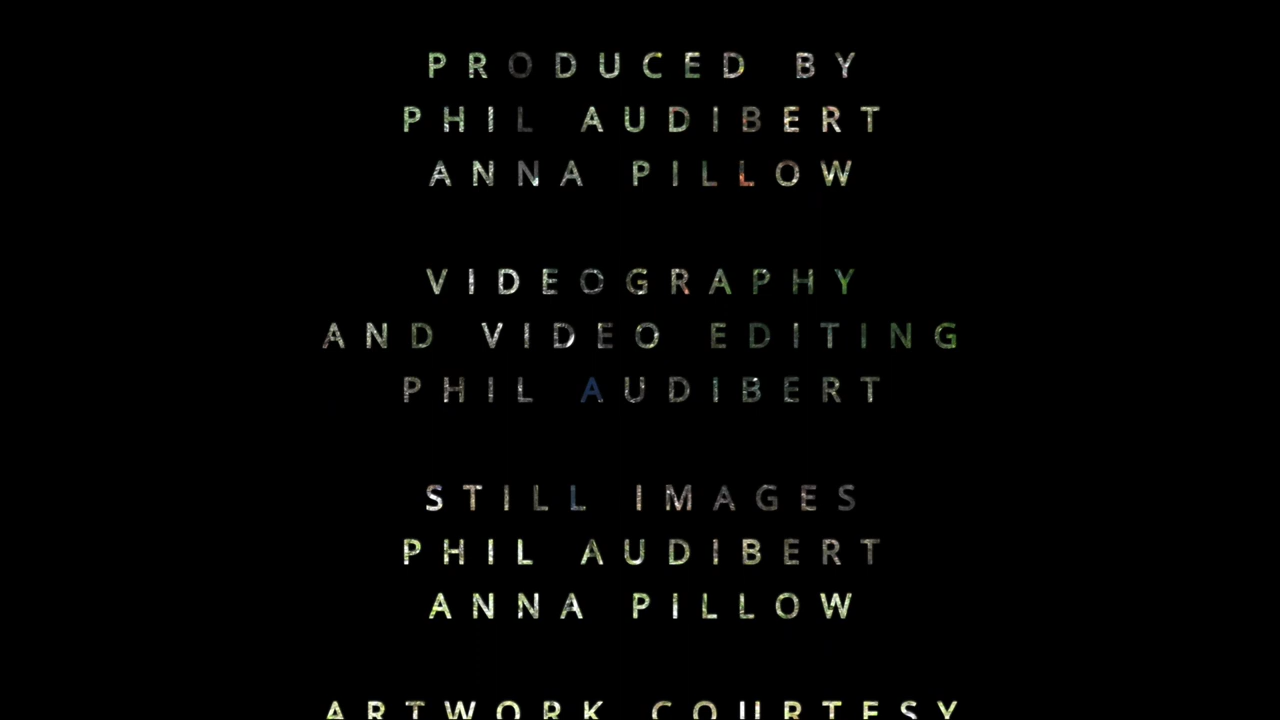 PRODUCED BY
PHIL AUDIBERT
ANNA PILLOW
VIDEOGRAPHY
AND VIDEO EDITING
PHIL AUDIBERT
STILL IMAGES
PHIL AUDIBERT
ANNA PILLOW
ARTWORK COURTESY